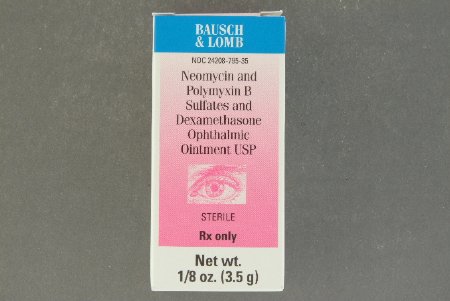 BAUSCH
& LOMB
NDC 24208-795-35
Neomycin and
Polymyxin B
Sulfates and
Dexamethasone
Ophthalmic
Ointment USP
STERILE
Rx only
Net wt.
1/8 oz. (3.5 g)